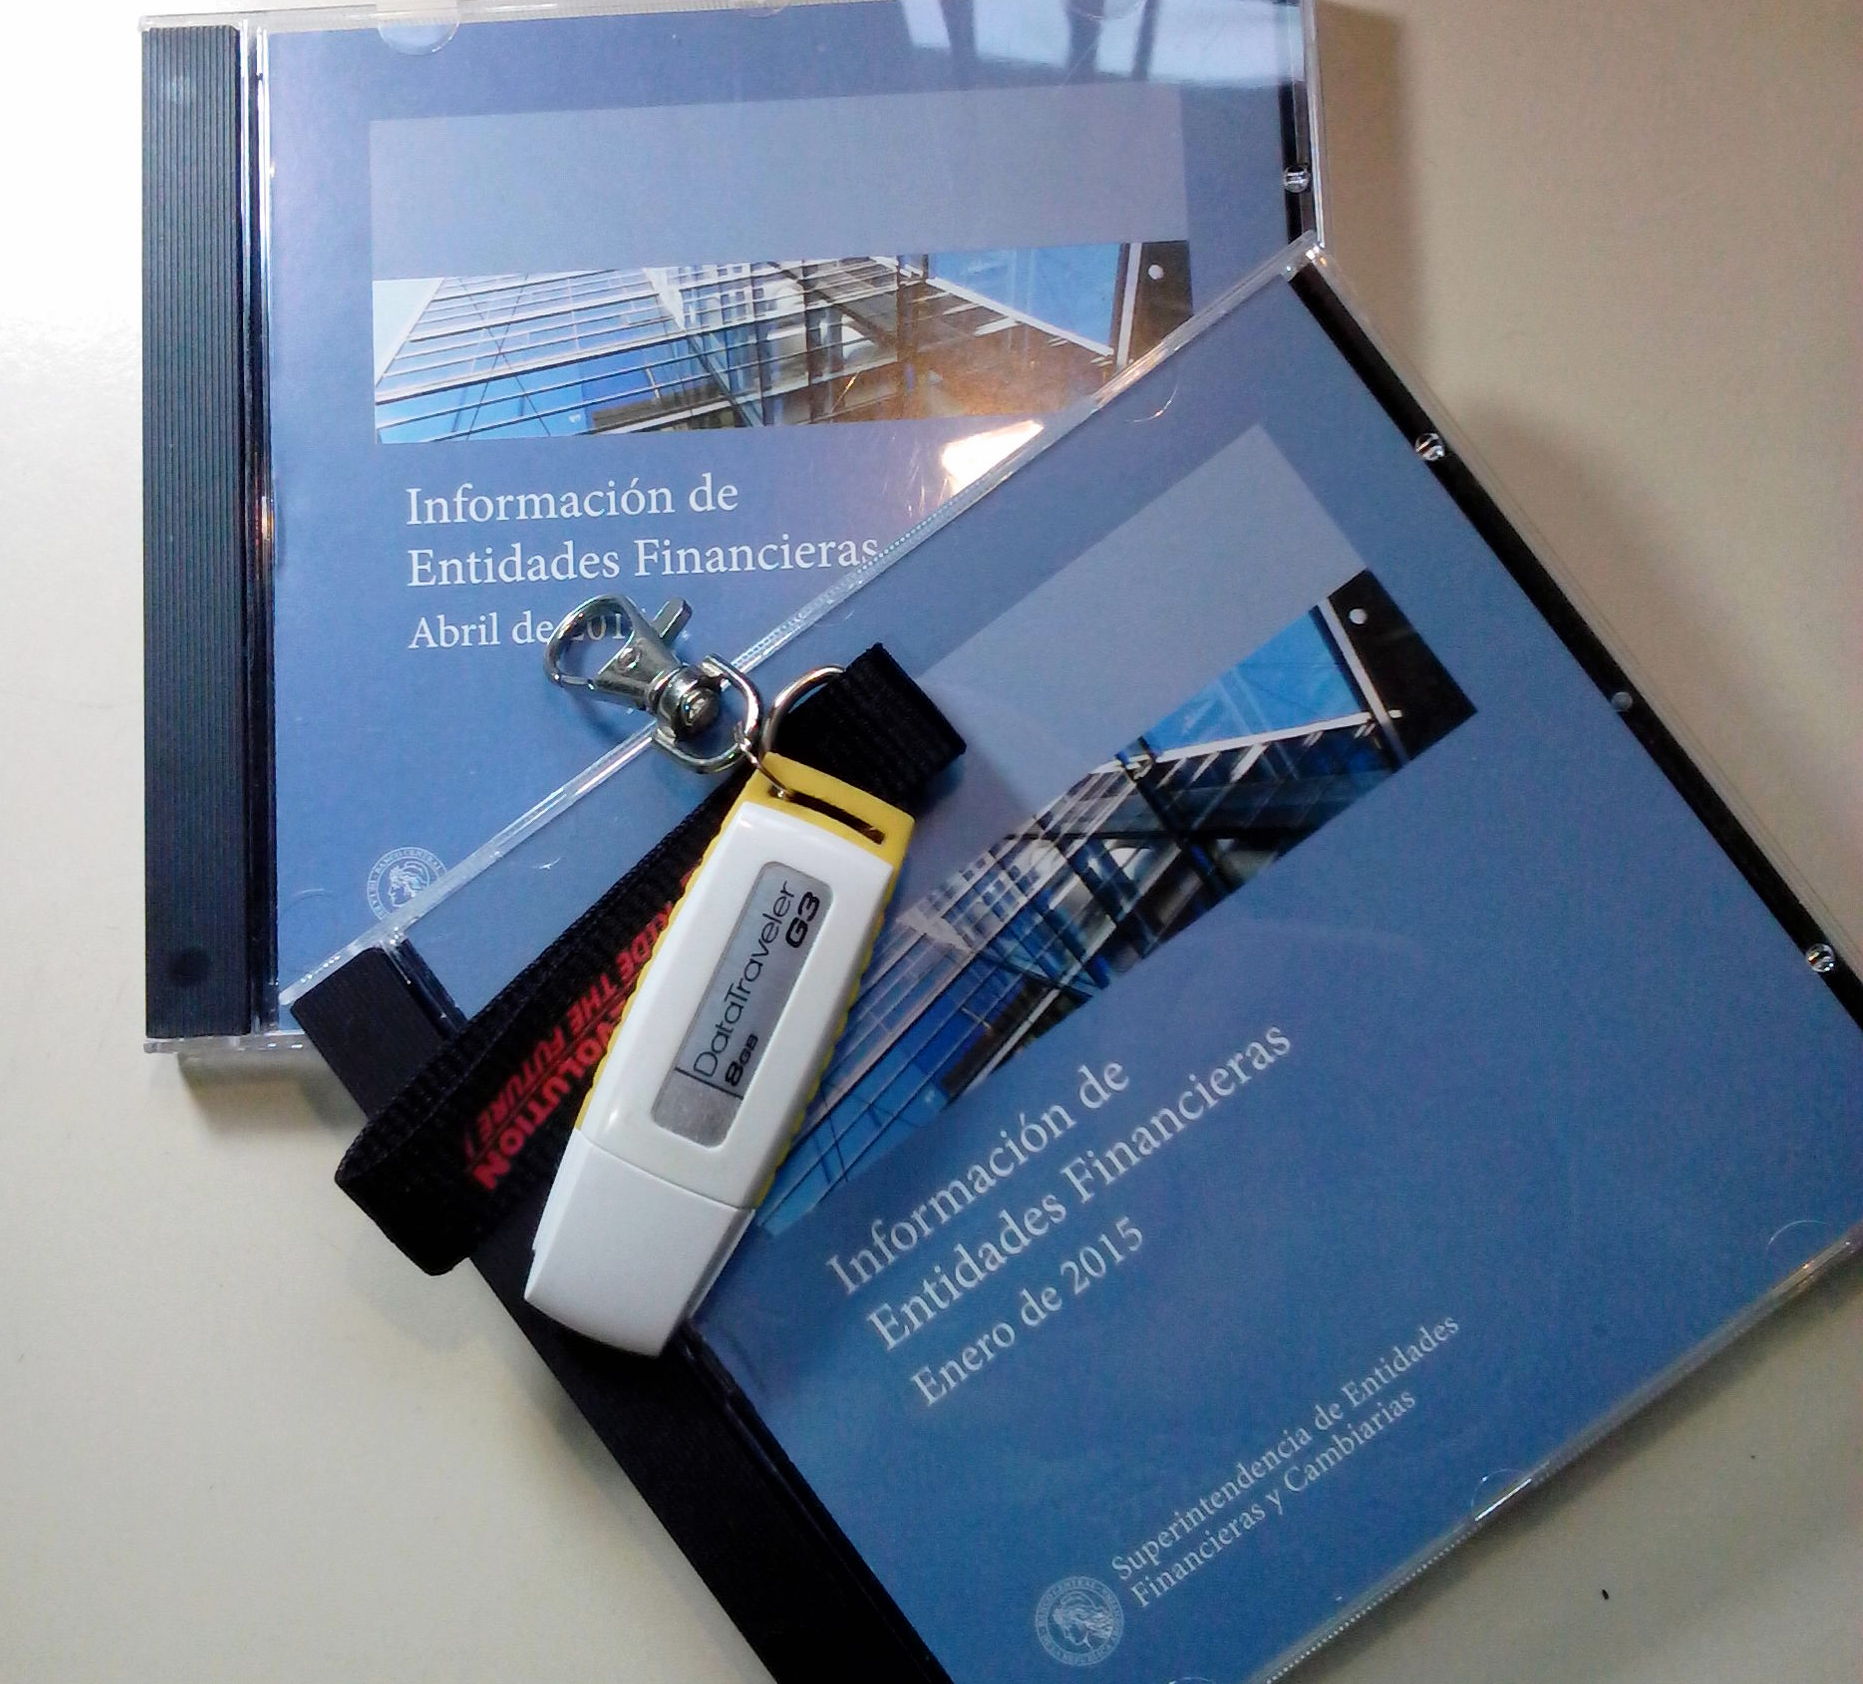 Información de
Entidades Financieras
Abril de 201
DataTraveler
G3
8GB
THE FUTURE
Información de
Entidades Financieras
Enero de 2015
Superintendencia de Entidades
Financieras y Cambiarias